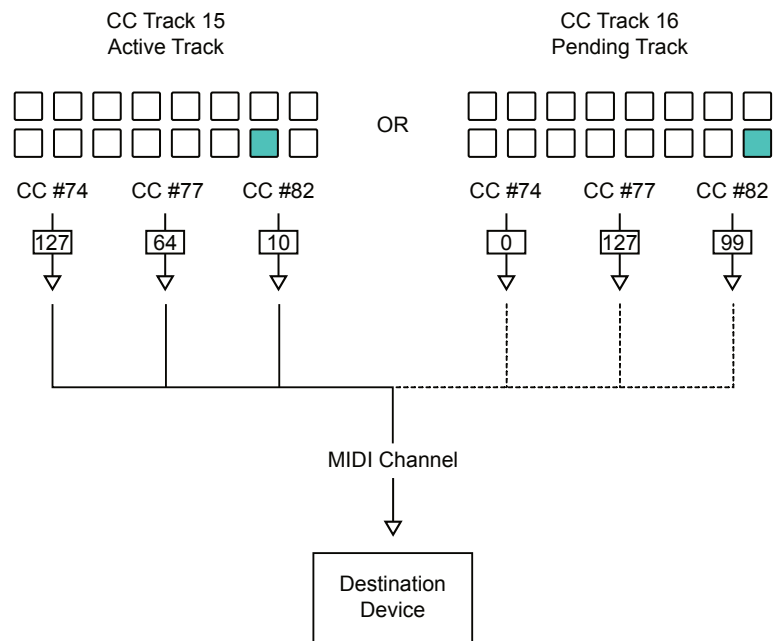 CC Track 15
Active Track
CC Track 16
Pending Track
OR
CC #74 CC #77 CC #82
CC #74 CC #77 CC #82
127 64 10
0 127 99
MIDI Channel
Destination
Device